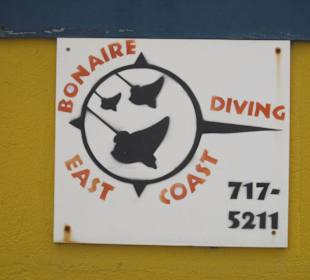 BONAIRE
EAST COAST
DIVING
717-
5211